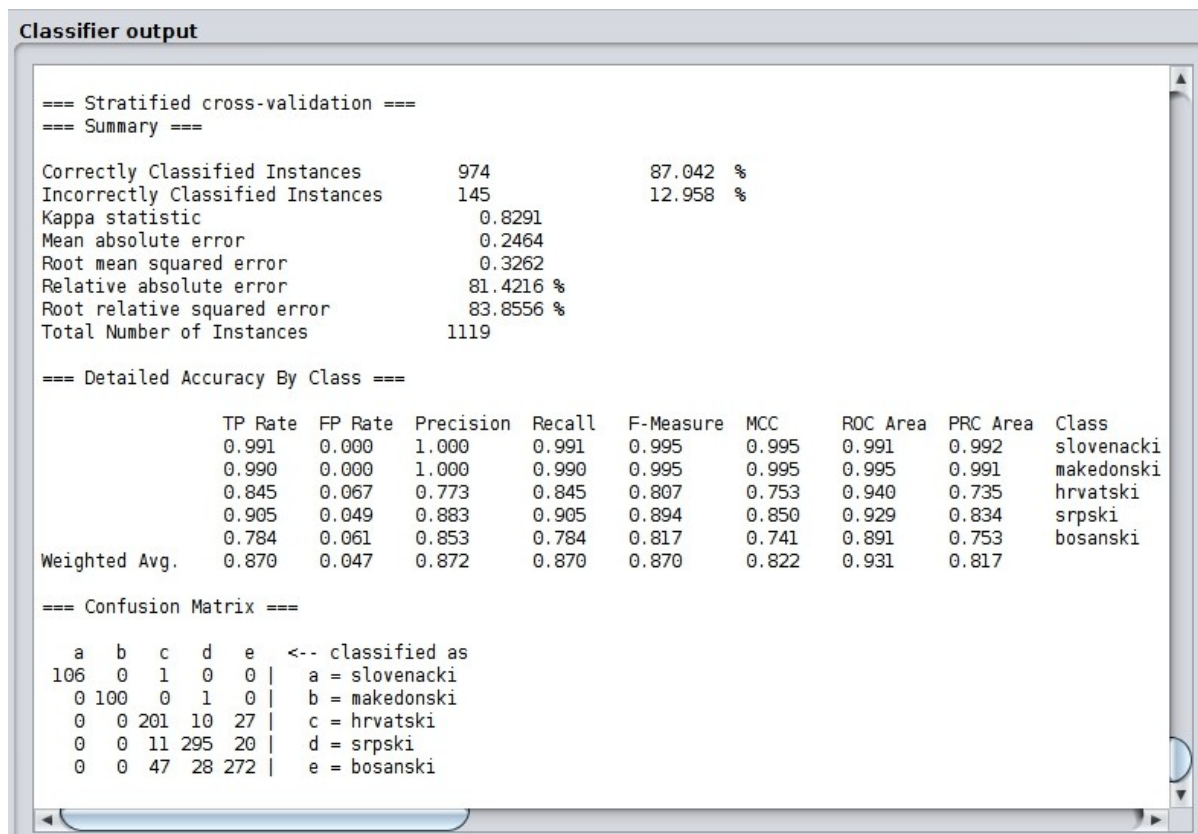 Classifier output
=== Stratified cross-validation ===
=== Summary ===
Correctly Classified Instances 974 87.042 %
Incorrectly Classified Instances 145 12.958 %
Kappa statistic 0.8291
Mean absolute error 0.2464
Root mean squared error 0.3262
Relative absolute error 81.4216 %
Root relative squared error 83.8556 %
Total Number of Instances 1119
=== Detailed Accuracy By Class ===
TP Rate FP Rate Precision Recall F-Measure MCC ROC Area PRC Area Class
0.991 0.000 1.000 0.991 0.995 0.995 0.991 0.992 slovenacki
0.990 0.000 1.000 0.990 0.995 0.995 0.995 0.991 makedonski
0.845 0.067 0.773 0.845 0.807 0.753 0.940 0.735 hrvatski
0.905 0.049 0.883 0.905 0.894 0.850 0.929 0.834 srpski
0.784 0.061 0.853 0.784 0.817 0.741 0.891 0.753 bosanski
Weighted Avg. 0.870 0.047 0.872 0.870 0.870 0.822 0.931 0.817
=== Confusion Matrix ===
a b c d e <-- classified as
106 0 1 0 0 | a = slovenacki
0 100 0 1 0 | b = makedonski
0 0 201 10 27 | c = hrvatski
0 0 11 295 20 | d = srpski
0 0 47 28 272 | e = bosanski